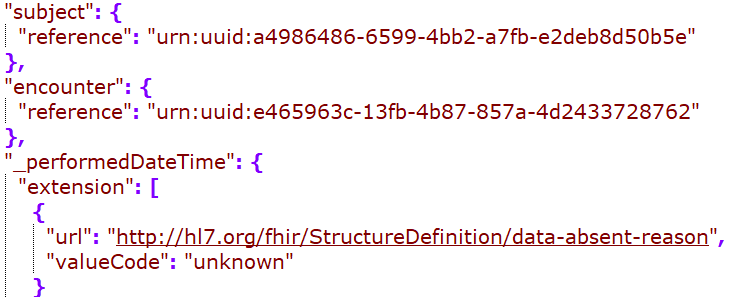 "subject": {
"reference": "urn:uuid:a4986486-6599-4bb2-a7fb-e2deb8d50b5e"
},
"encounter": {
"reference": "urn:uuid:e465963c-13fb-4b87-857a-4d2433728762"
},
"_performedDateTime": {
"extension": [
{
"url": "http://hl7.org/fhir/StructureDefinition/data-absent-reason",
"valueCode": "unknown"
}